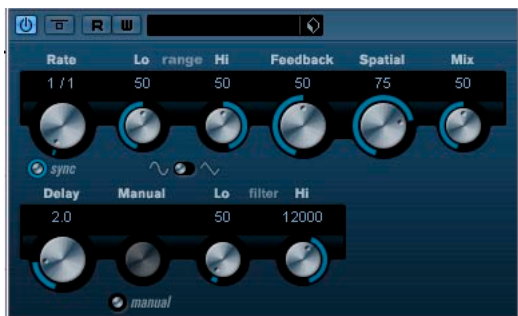 R W
Rate Lo range Hi Feedback Spatial Mix
1 / 1 50 50 50 75 50
sync
Delay Manual Lo filter Hi
2.0 50 12000
manual